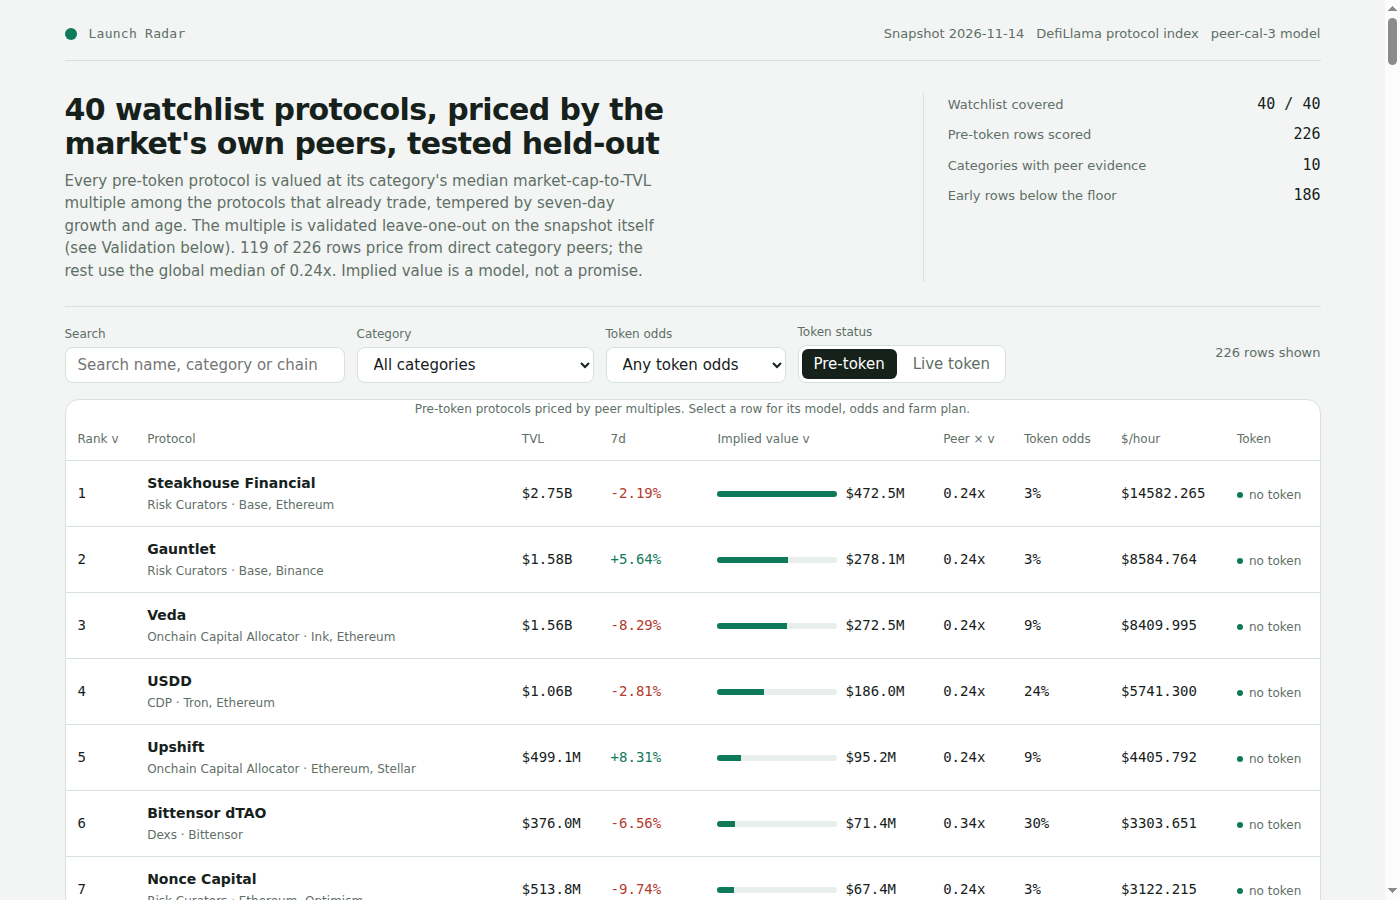 Launch Radar
Snapshot 2026-11-14 DefiLlama protocol index peer-cal-3 model
40 watchlist protocols, priced by the
market's own peers, tested held-out
Every pre-token protocol is valued at its category's median market-cap-to-TVL
multiple among the protocols that already trade, tempered by seven-day
growth and age. The multiple is validated leave-one-out on the snapshot itself
(see Validation below). 119 of 226 rows price from direct category peers; the
rest use the global median of 0.24x. Implied value is a model, not a promise.
Watchlist covered 40 / 40
Pre-token rows scored 226
Categories with peer evidence 10
Early rows below the floor 186
Search Category Token odds Token status
Search name, category or chain All categories Any token odds Pre-token Live token 226 rows shown
Pre-token protocols priced by peer multiples. Select a row for its model, odds and farm plan.
Rank v Protocol TVL 7d Implied value v Peer × v Token odds $/hour Token
1 Steakhouse Financial $2.75B -2.19% $472.5M 0.24x 3% $14582.265 no token
Risk Curators · Base, Ethereum
2 Gauntlet $1.58B +5.64% $278.1M 0.24x 3% $8584.764 no token
Risk Curators · Base, Binance
3 Veda $1.56B -8.29% $272.5M 0.24x 9% $8409.995 no token
Onchain Capital Allocator · Ink, Ethereum
4 USDD $1.06B -2.81% $186.0M 0.24x 24% $5741.300 no token
CDP · Tron, Ethereum
5 Upshift $499.1M +8.31% $95.2M 0.24x 9% $4405.792 no token
Onchain Capital Allocator · Ethereum, Stellar
6 Bittensor dTAO $376.0M -6.56% $71.4M 0.34x 30% $3303.651 no token
Dexs · Bittensor
7 Nonce Capital $513.8M -9.74% $67.4M 0.24x 3% $3122.215 no token
Risk Curators · Ethereum, Optimism